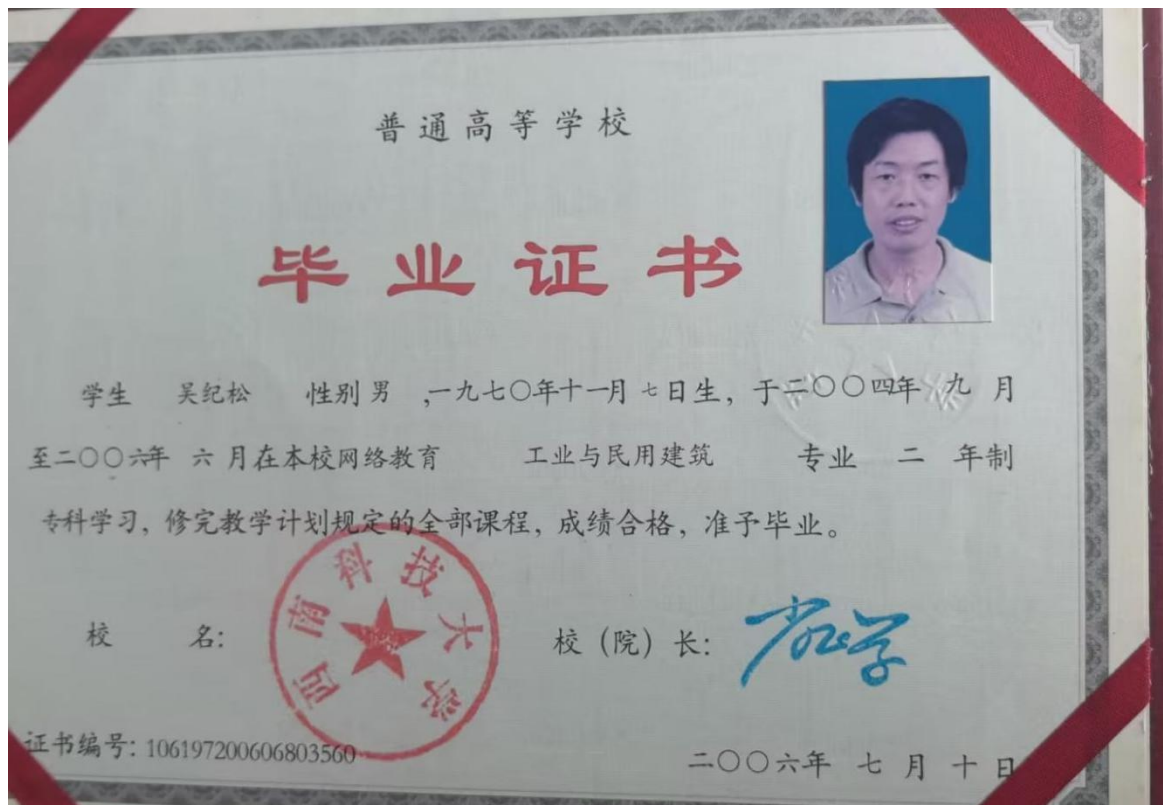 普通高等学校
毕业证书
学生 吴纪松 性别 男 ,一九七〇年十一月 七日生，于二〇〇四年 九 月
至二〇〇六年 六 月在本校网络教育 工业与民用建筑 专业 二 年制
专科学习，修完教学计划规定的全部课程，成绩合格，准予毕业。
西南科技大学
校 名： 校（院）长：
证书编号：106197200606803560
二〇〇六年 七 月 十 日